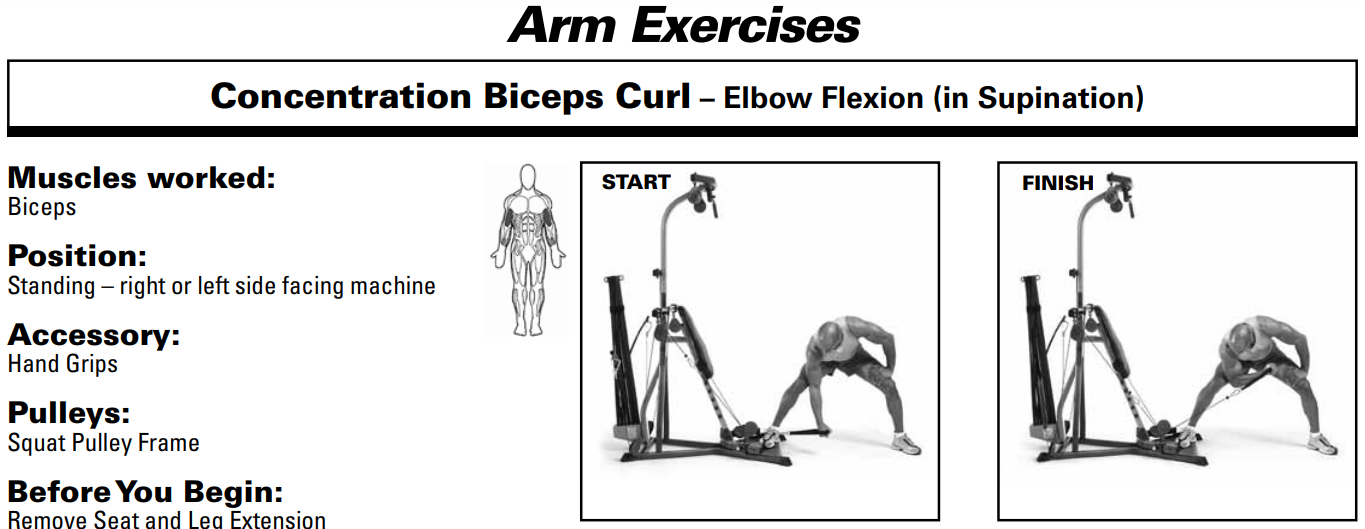 Arm Exercises
Concentration Biceps Curl – Elbow Flexion (in Supination)
Muscles worked:
Biceps
Position:
Standing – right or left side facing machine
Accessory:
Hand Grips
Pulleys:
Squat Pulley Frame
Before You Begin:
Remove Seat and Leg Extension
START
FINISH